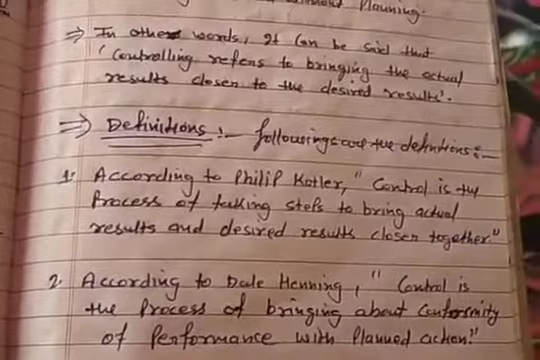 without Planning.
⇒ In other words, It can be said that
'Controlling refers to bringing the actual
results closer to the desired results'.
⇒ Definitions :- followings are the definitions :-
1. According to Philip Kotler, "Control is the
Process of taking steps to bring actual
results and desired results closer together."
2. According to Dale Henning, "Control is
the Process of bringing about Conformity
of Performance with Planned action."